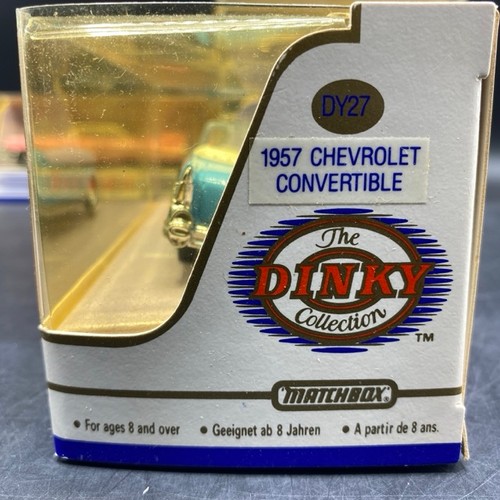 DY27
1957 CHEVROLET
CONVERTIBLE
The
DINKY
Collection
TM
MATCHBOX®
• For ages 8 and over • Geeignet ab 8 Jahren • A partir de 8 ans.